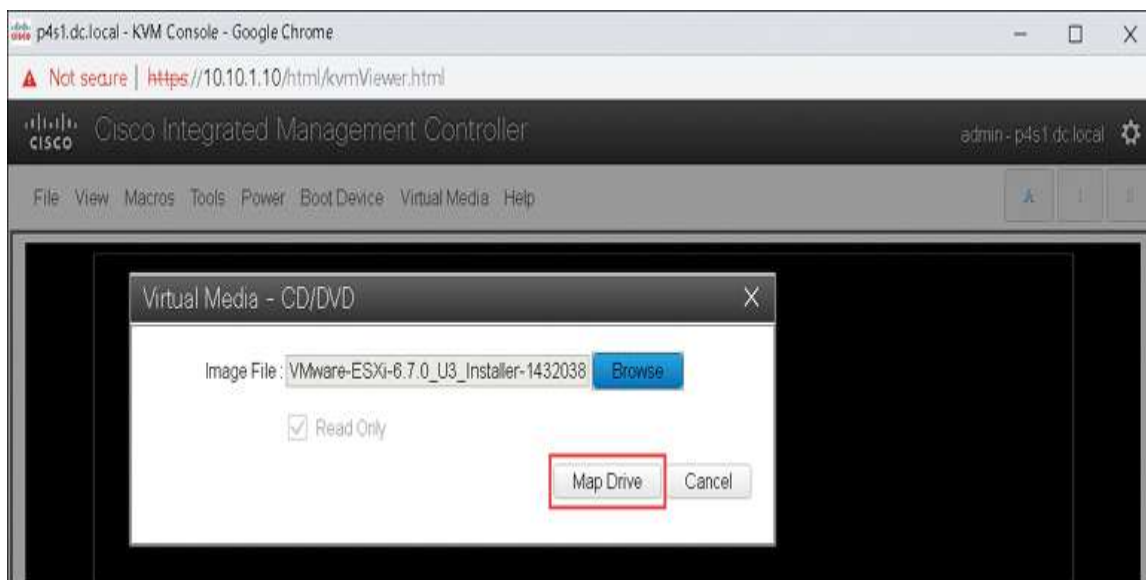 p4s1.dc.local - KVM Console - Google Chrome
Not secure | https://10.10.1.10/html/kvmViewer.html
CISCO Cisco Integrated Management Controller admin - p4s1.dc.local
File View Macros Tools Power Boot Device Virtual Media Help A
Virtual Media - CD/DVD X
Image File : VMware-ESXi-6.7.0_U3_Installer-1432038 Browse
Read Only
Map Drive Cancel